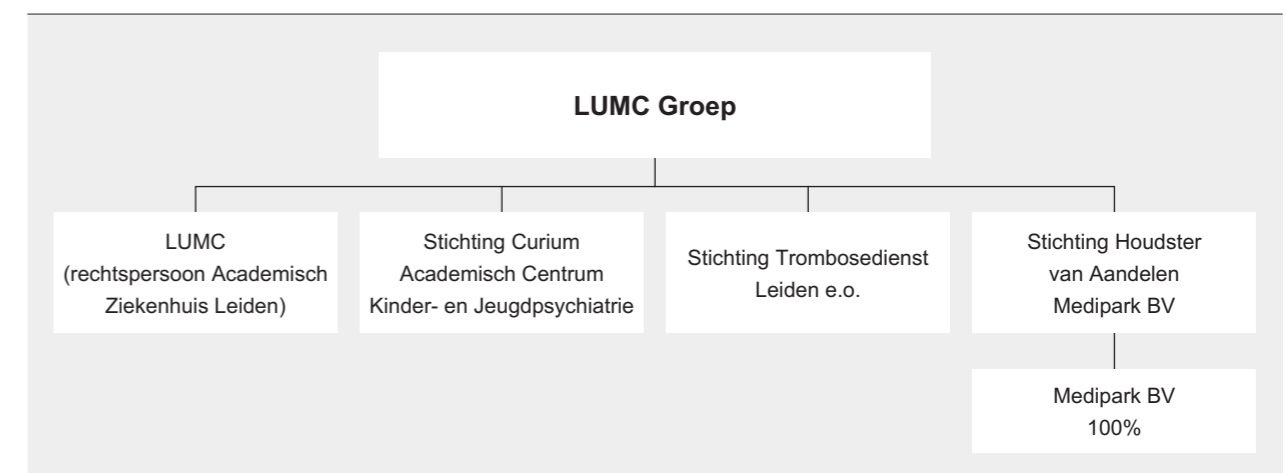 LUMC Groep
LUMC
(rechtspersoon Academisch
Ziekenhuis Leiden)
Stichting Curium
Academisch Centrum
Kinder- en Jeugdpsychiatrie
Stichting Trombosedienst
Leiden e.o.
Stichting Houdster
van Aandelen
Medipark BV
Medipark BV
100%